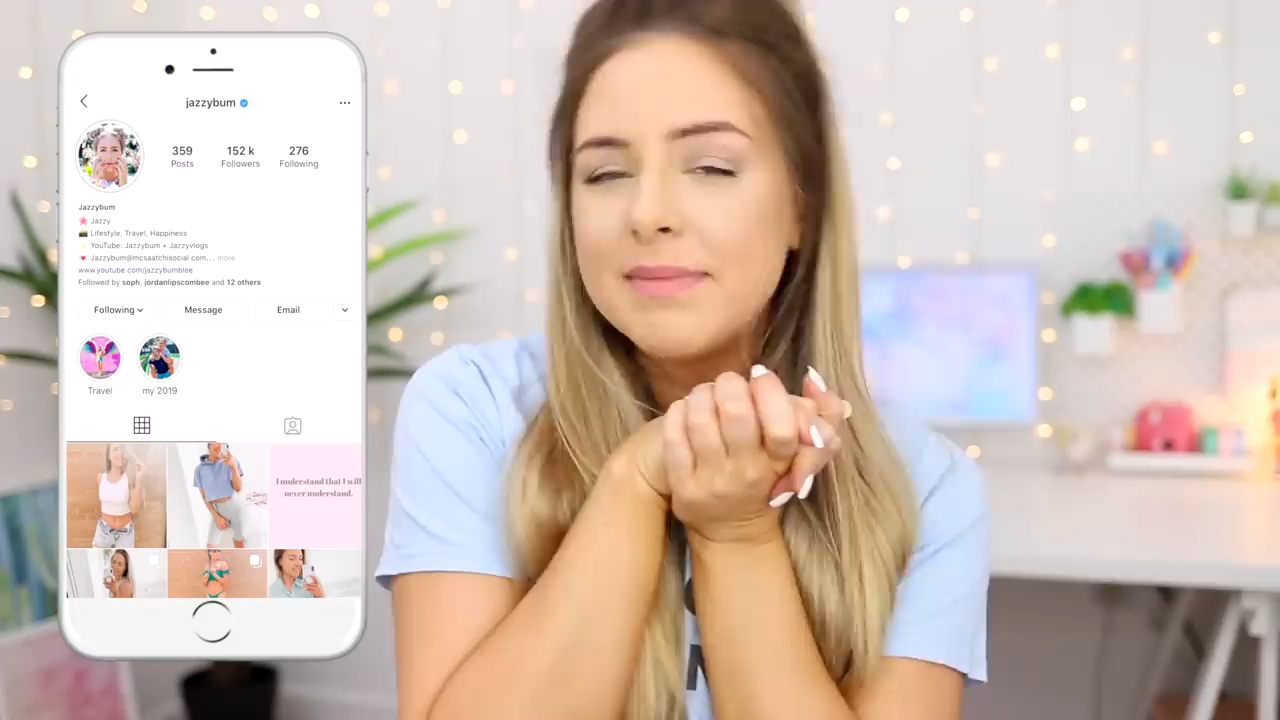 jazzybum
359 152 k 276
Posts Followers Following
Jazzybum
Jazzy
Lifestyle, Travel, Happiness
YouTube: Jazzybum + Jazzyvlogs
Jazzybum@mcsaatchisocial.com... more
www.youtube.com/jazzybumblee
Followed by soph, jordanlipscombee and 12 others
Following Message Email
Travel my 2019
I understand that I will
never understand.